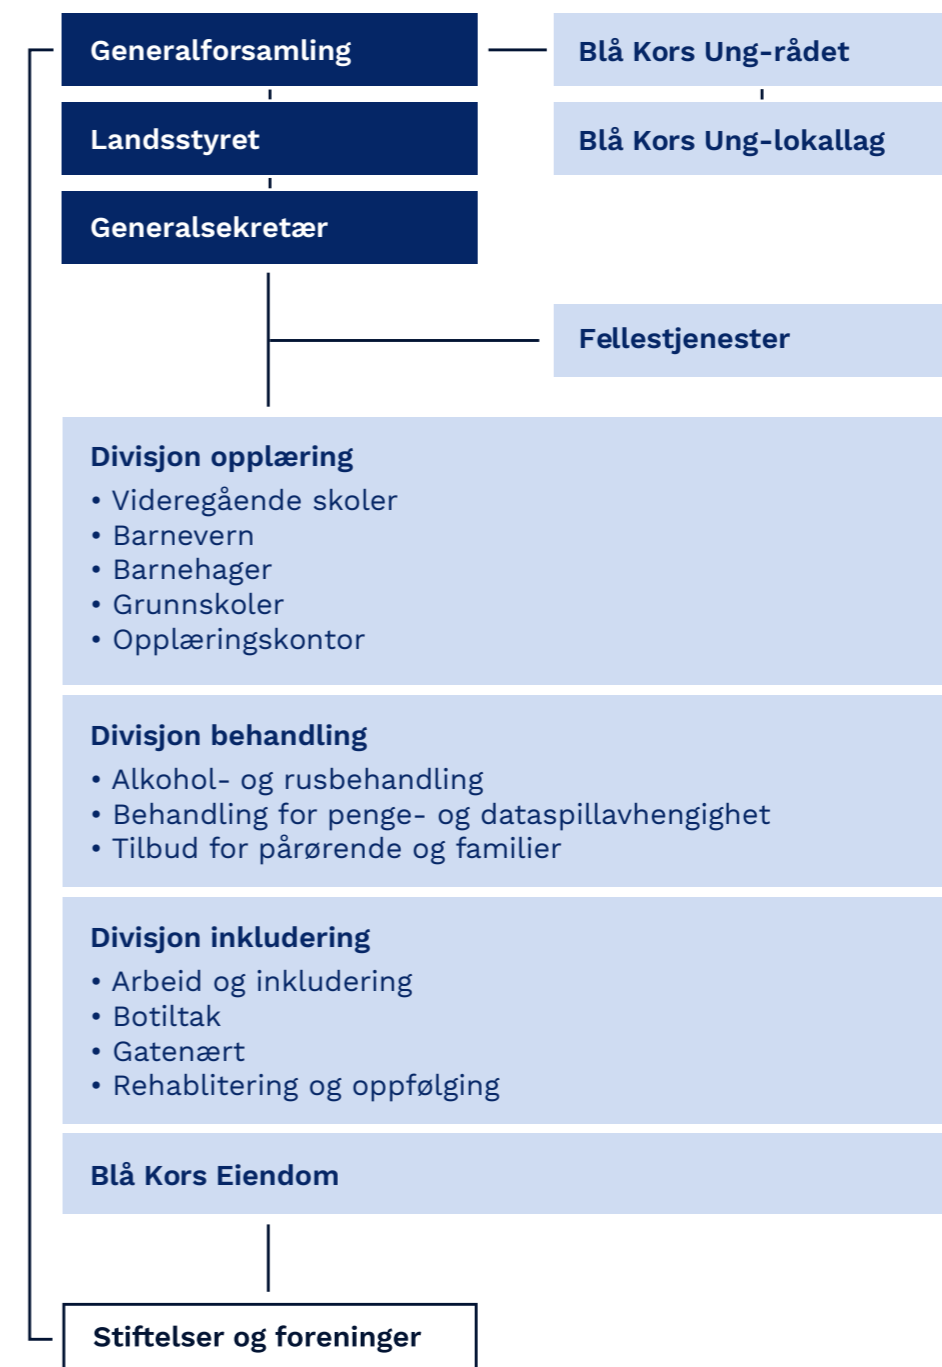 Generalforsamling
Blå Kors Ung-rådet
Landsstyret
Blå Kors Ung-lokallag
Generalsekretær
Fellestjenester
Divisjon opplæring
• Videregående skoler
• Barnevern
• Barnehager
• Grunnskoler
• Opplæringskontor
Divisjon behandling
• Alkohol- og rusbehandling
• Behandling for penge- og dataspillavhengighet
• Tilbud for pårørende og familier
Divisjon inkludering
• Arbeid og inkludering
• Botiltak
• Gatenært
• Rehablitering og oppfølging
Blå Kors Eiendom
Stiftelser og foreninger